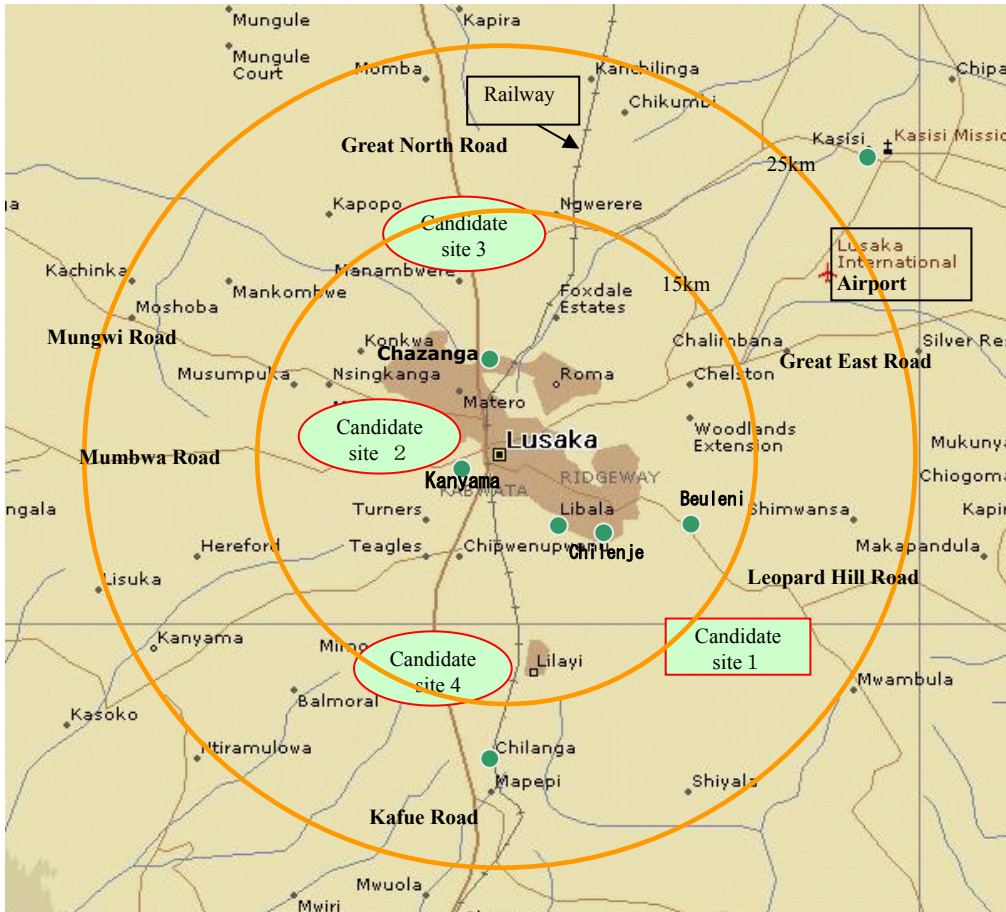 Mungule
Kapira
Mungule
Court
Momba
Kanchilinga
Chipa
Railway
Chikumbi
Great North Road
Kasisi
Kasisi Missio
25km
Kapopo
Candidate
site 3
Ngwerere
Lusaka
International
Airport
Kachinka
Manambwere
Mankombwe
15km
Moshoba
Foxdale
Estates
Mungwi Road
Konkwa
Chazanga
Chalimbana
Silver Res
Great East Road
Musumpuka
Nsingkanga
Matero
Roma
Chelston
Candidate
site 2
Lusaka
Woodlands
Extension
Mumbwa Road
Mukunya
Kanyama
KABWATA
RIDGEWAY
Chiogoma
ngala
Turners
Libala
Beuleni
Shimwansa
Kapir
Hereford
Teagles
Chipwenupwenu
Chilenje
Makapandula
Lisuka
Leopard Hill Road
Kanyama
Candidate
site 1
Candidate
site 4
Lilayi
Balmoral
Mwambula
Kasoko
Ntiramulowa
Chilanga
Mapepi
Shiyala
Kafue Road
Mwuola
Mwiri